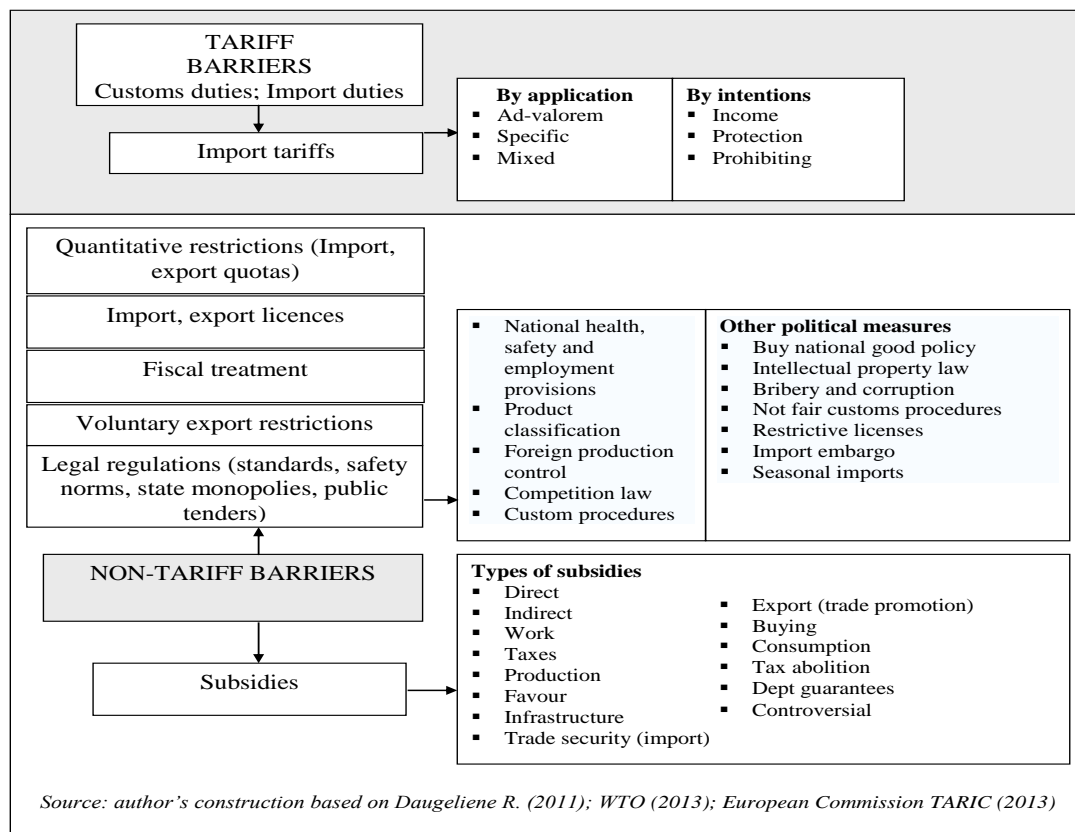 TARIFF
BARRIERS
Customs duties; Import duties
Import tariffs
By application
▪ Ad-valorem
▪ Specific
▪ Mixed
By intentions
▪ Income
▪ Protection
▪ Prohibiting
Quantitative restrictions (Import,
export quotas)
Import, export licences
Fiscal treatment
Voluntary export restrictions
Legal regulations (standards, safety
norms, state monopolies, public
tenders)
▪ National health,
safety and
employment
provisions
▪ Product
classification
▪ Foreign production
control
▪ Competition law
▪ Custom procedures
Other political measures
▪ Buy national good policy
▪ Intellectual property law
▪ Bribery and corruption
▪ Not fair customs procedures
▪ Restrictive licenses
▪ Import embargo
▪ Seasonal imports
NON-TARIFF BARRIERS
Subsidies
Types of subsidies
▪ Direct
▪ Indirect
▪ Work
▪ Taxes
▪ Production
▪ Favour
▪ Infrastructure
▪ Trade security (import)
▪ Export (trade promotion)
▪ Buying
▪ Consumption
▪ Tax abolition
▪ Dept guarantees
▪ Controversial
Source: author’s construction based on Daugeliene R. (2011); WTO (2013); European Commission TARIC (2013)